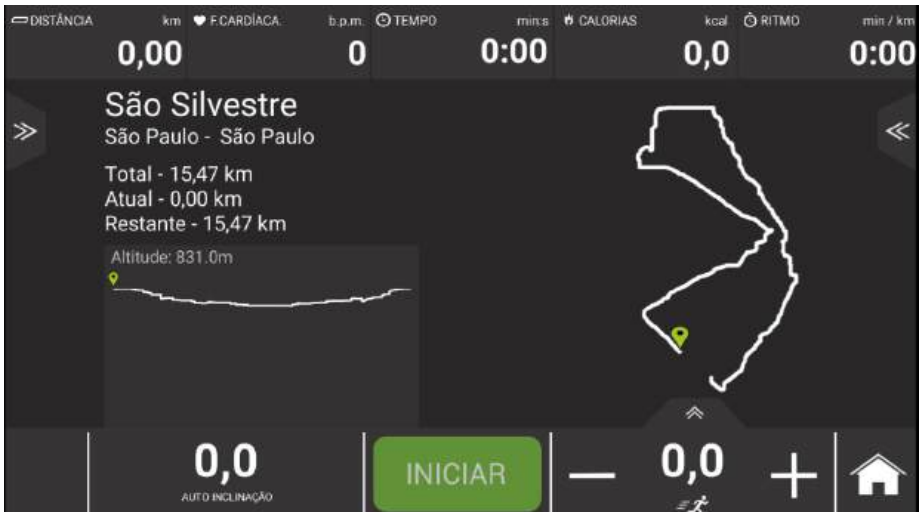 DISTÂNCIA km
0,00
F.CARDÍACA. b.p.m.
0
TEMPO min:s
0:00
CALORIAS kcal
0,0
RITMO min / km
0:00
São Silvestre
São Paulo - São Paulo
Total - 15,47 km
Atual - 0,00 km
Restante - 15,47 km
Altitude: 831.0m
0,0
AUTO INCLINAÇÃO
INICIAR
0,0